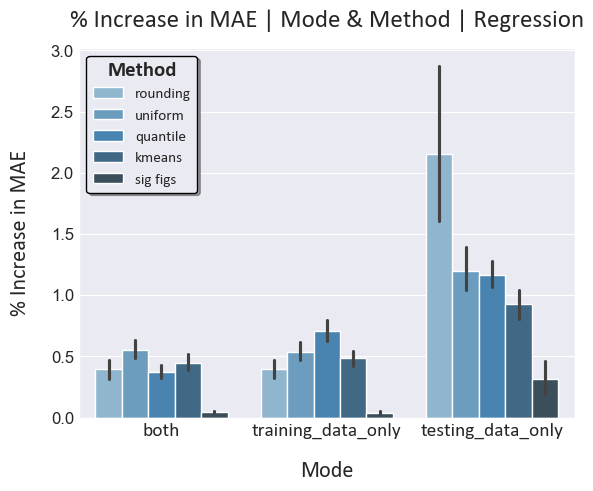 % Increase in MAE | Mode & Method | Regression
% Increase in MAE
3.0
2.5
2.0
1.5
1.0
0.5
0.0
Method
rounding
uniform
quantile
kmeans
sig figs
both
training_data_only
testing_data_only
Mode